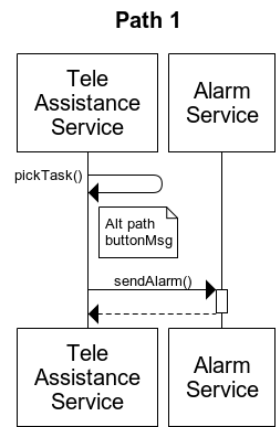 Path 1
Tele
Assistance
Service
Alarm
Service
pickTask()
Alt path
buttonMsg
sendAlarm()
Tele
Assistance
Service
Alarm
Service